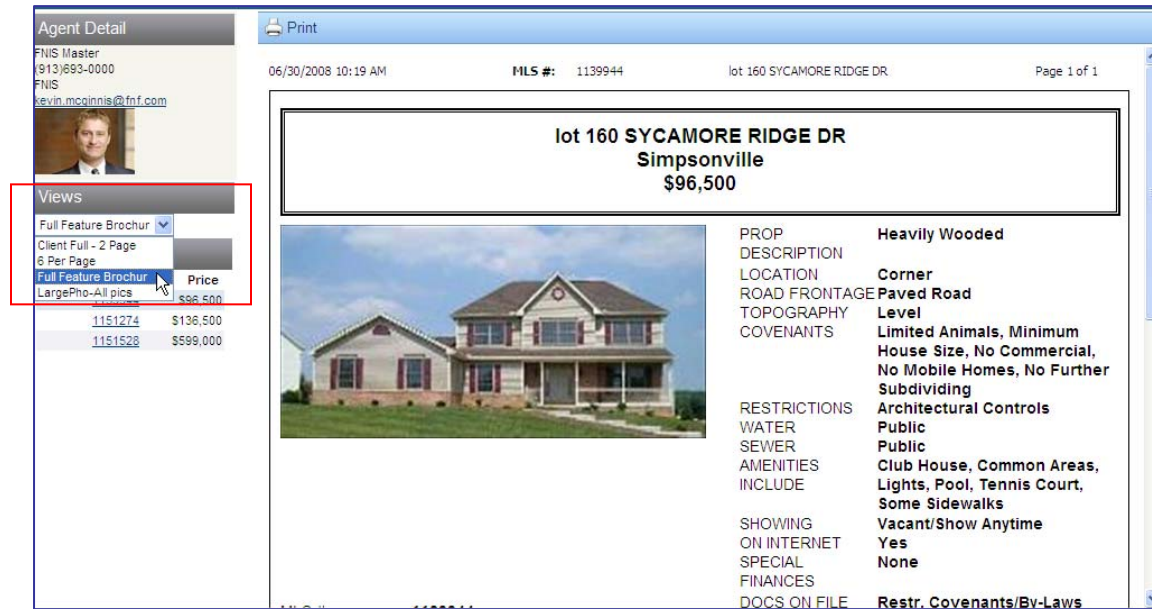 Agent Detail
FNIS Master
(913)693-0000
FNIS
kevin.mcginnis@fnf.com
Views
Full Feature Brochur
Client Full - 2 Page
6 Per Page
Full Feature Brochur
LargePho-All pics
Price
$96,500
1151274 $136,500
1151528 $599,000
Print
06/30/2008 10:19 AM MLS #: 1139944 lot 160 SYCAMORE RIDGE DR Page 1 of 1
lot 160 SYCAMORE RIDGE DR
Simpsonville
$96,500
PROP Heavily Wooded
DESCRIPTION
LOCATION Corner
ROAD FRONTAGE Paved Road
TOPOGRAPHY Level
COVENANTS Limited Animals, Minimum
House Size, No Commercial,
No Mobile Homes, No Further
Subdividing
RESTRICTIONS Architectural Controls
WATER Public
SEWER Public
AMENITIES Club House, Common Areas,
INCLUDE Lights, Pool, Tennis Court,
Some Sidewalks
SHOWING Vacant/Show Anytime
ON INTERNET Yes
SPECIAL None
FINANCES
DOCS ON FILE Restr. Covenants/By-Laws